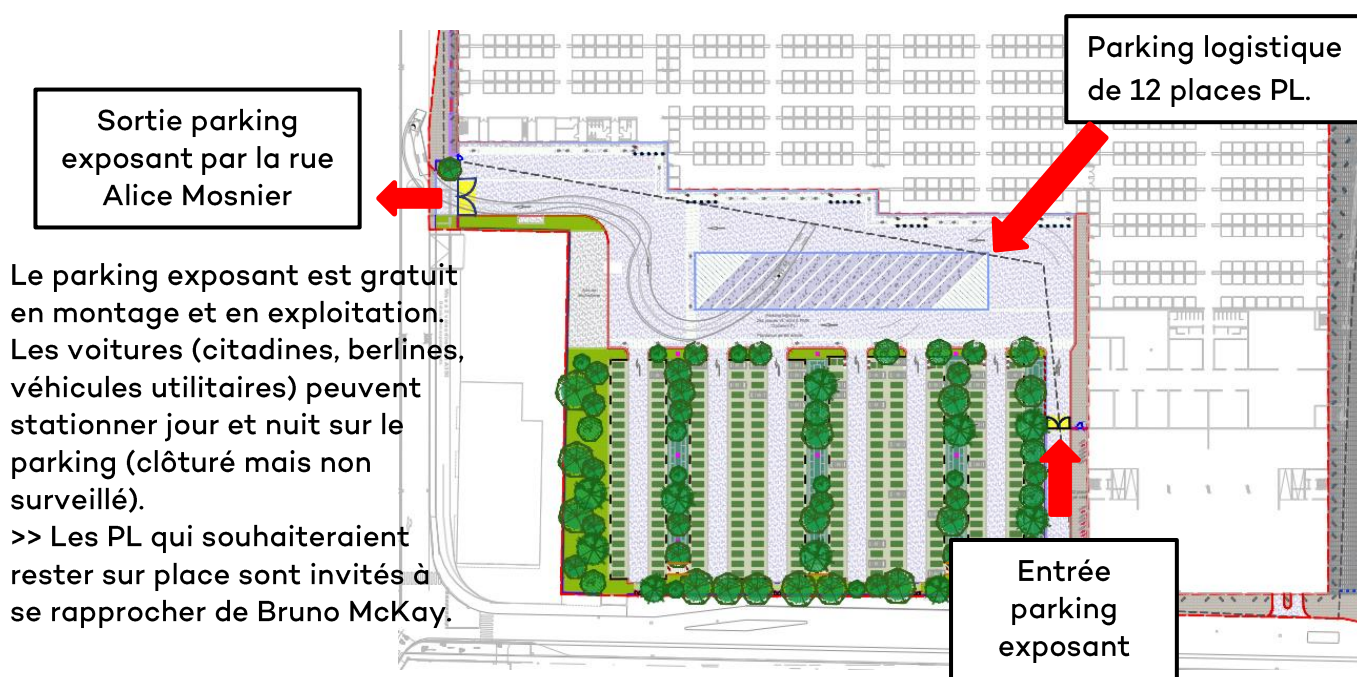 Parking logistique
de 12 places PL.
Sortie parking
exposant par la rue
Alice Mosnier
Le parking exposant est gratuit
en montage et en exploitation.
Les voitures (citadines, berlines,
véhicules utilitaires) peuvent
stationner jour et nuit sur le
parking (clôturé mais non
surveillé).
>> Les PL qui souhaiteraient
rester sur place sont invités à
se rapprocher de Bruno McKay.
Entrée
parking
exposant